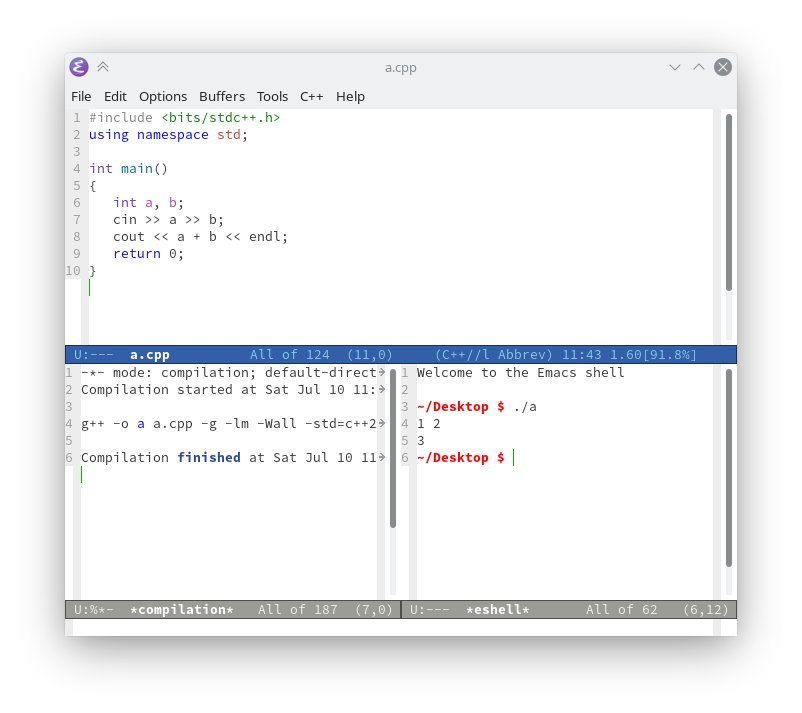 a.cpp
File Edit Options Buffers Tools C++ Help
1 #include <bits/stdc++.h>
2 using namespace std;
3
4 int main()
5 {
6    int a, b;
7    cin >> a >> b;
8    cout << a + b << endl;
9    return 0;
10 }
U:---  a.cpp          All of 124  (11,0)     (C++//l Abbrev) 11:43 1.60[91.8%]
1 -*- mode: compilation; default-direct
2 Compilation started at Sat Jul 10 11:
3
4 g++ -o a a.cpp -g -lm -Wall -std=c++2
5
6 Compilation finished at Sat Jul 10 11
U:%*-  *compilation*   All of 187  (7,0)
1 Welcome to the Emacs shell
2
3 ~/Desktop $ ./a
4 1 2
5 3
6 ~/Desktop $
U:---  *eshell*       All of 62   (6,12)